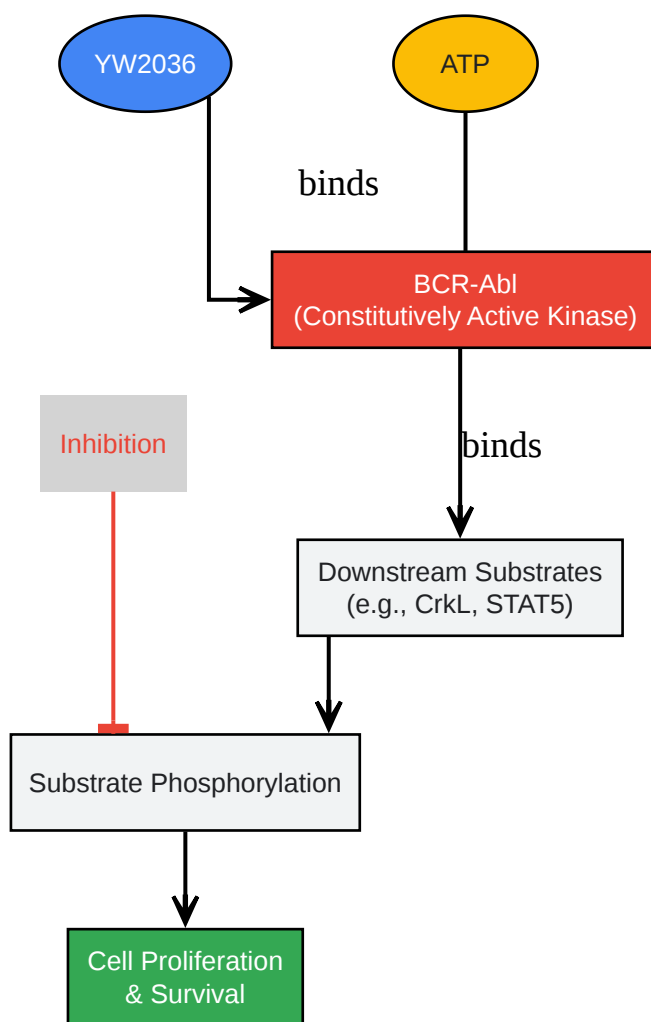 YW2036
ATP
binds
BCR-Abl
(Constitutively Active Kinase)
Inhibition
binds
Downstream Substrates
(e.g., CrkL, STAT5)
Substrate Phosphorylation
Cell Proliferation
& Survival